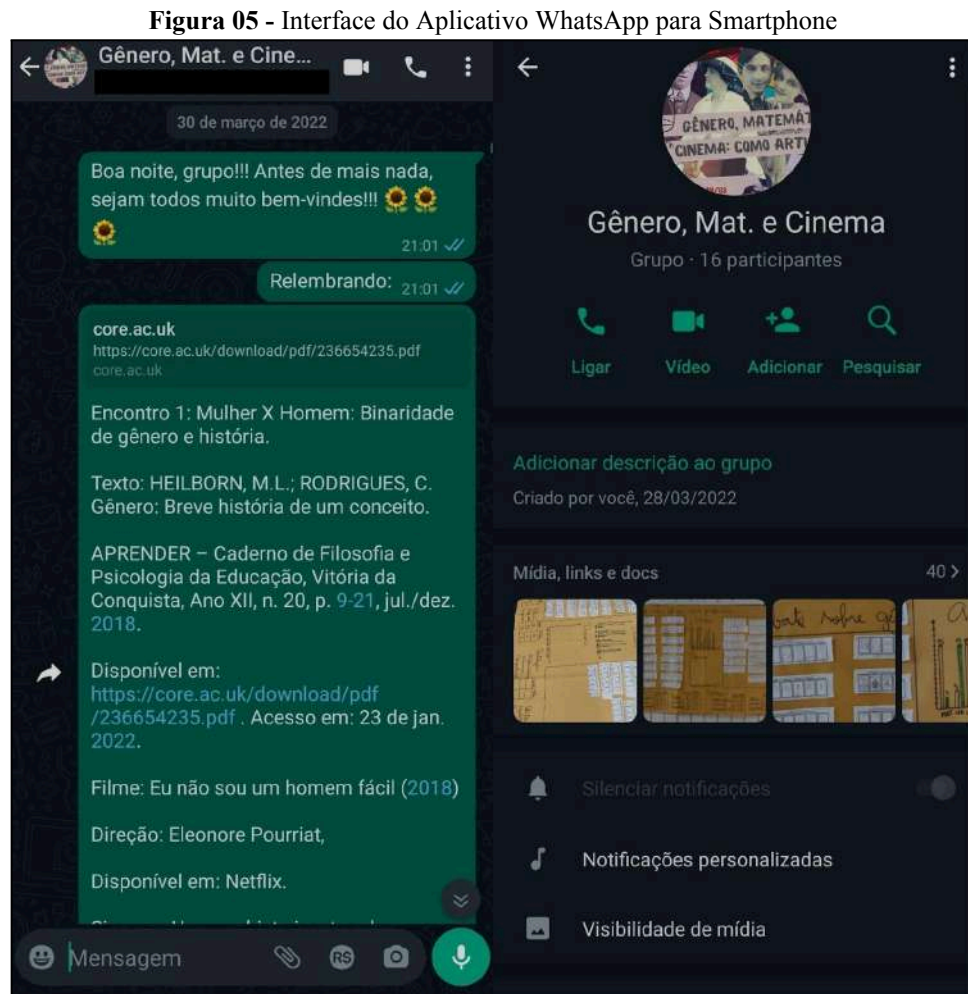 Figura 05 - Interface do Aplicativo WhatsApp para Smartphone
Gênero, Mat. e Cine...
30 de março de 2022
Boa noite, grupo!!! Antes de mais nada,
sejam todos muito bem-vindes!!! 🌻 🌻
🌻
21:01
Relembrando: 21:01
core.ac.uk
https://core.ac.uk/download/pdf/236654235.pdf
core.ac.uk
Encontro 1: Mulher X Homem: Binaridade
de gênero e história.
Texto: HEILBORN, M.L.; RODRIGUES, C.
Gênero: Breve história de um conceito.
APRENDER – Caderno de Filosofia e
Psicologia da Educação, Vitória da
Conquista, Ano XII, n. 20, p. 9-21, jul./dez.
2018.
Disponível em:
https://core.ac.uk/download/pdf
/236654235.pdf . Acesso em: 23 de jan.
2022.
Filme: Eu não sou um homem fácil (2018)
Direção: Eleonore Pourriat,
Disponível em: Netflix.
Mensagem
R$
GÊNERO, MATEMÁT
CINEMA: COMO ARTI
Gênero, Mat. e Cinema
Grupo · 16 participantes
Ligar
Vídeo
Adicionar
Pesquisar
Adicionar descrição ao grupo
Criado por você, 28/03/2022
Mídia, links e docs
40 >
Silenciar notificações
Notificações personalizadas
Visibilidade de mídia